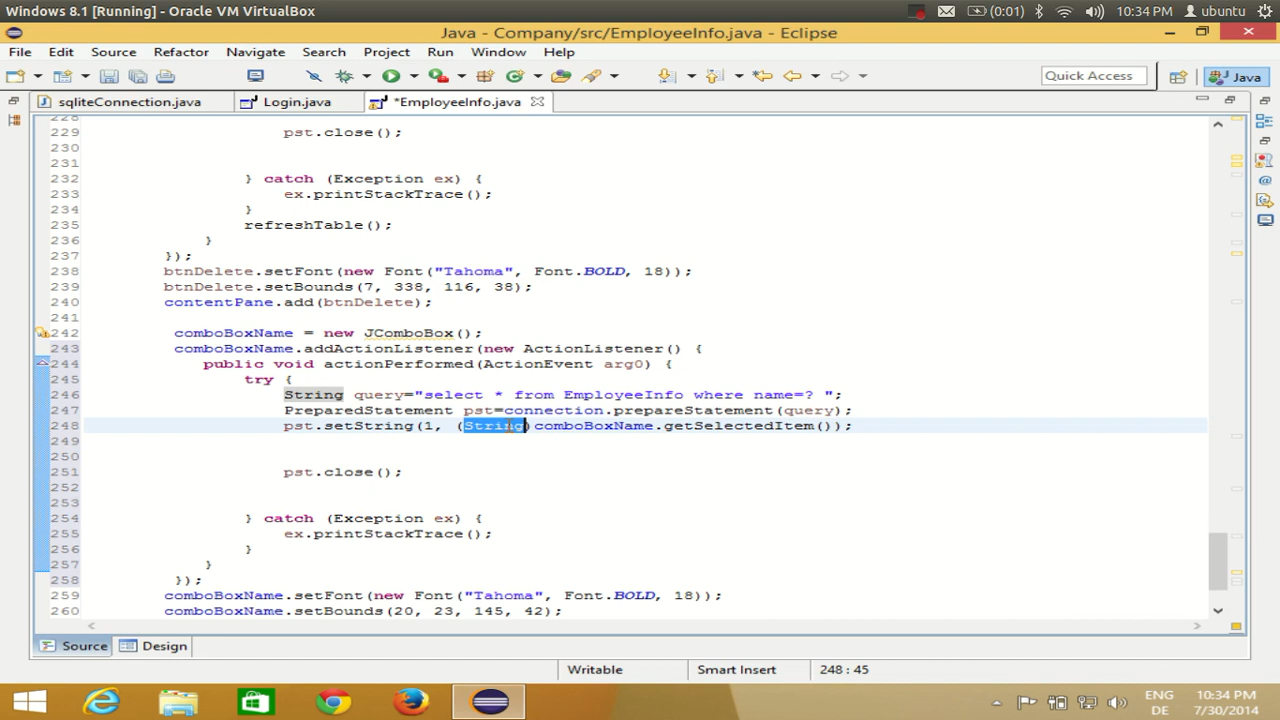 Windows 8.1 [Running] - Oracle VM VirtualBox
(0:01) 10:34 PM ubuntu
Java - Company/src/EmployeeInfo.java - Eclipse
File Edit Source Refactor Navigate Search Project Run Window Help
Quick Access Java
sqliteConnection.java Login.java *EmployeeInfo.java
228
229 pst.close();
230
231
232 } catch (Exception ex) {
233 ex.printStackTrace();
234 }
235 refreshTable();
236 }
237 });
238 btnDelete.setFont(new Font("Tahoma", Font.BOLD, 18));
239 btnDelete.setBounds(7, 338, 116, 38);
240 contentPane.add(btnDelete);
241
242 comboBoxName = new JComboBox();
243 comboBoxName.addActionListener(new ActionListener() {
244 public void actionPerformed(ActionEvent arg0) {
245 try {
246 String query="select * from EmployeeInfo where name=? ";
247 PreparedStatement pst=connection.prepareStatement(query);
248 pst.setString(1, (String)comboBoxName.getSelectedItem());
249
250
251 pst.close();
252
253
254 } catch (Exception ex) {
255 ex.printStackTrace();
256 }
257 }
258 });
259 comboBoxName.setFont(new Font("Tahoma", Font.BOLD, 18));
260 comboBoxName.setBounds(20, 23, 145, 42);
Source Design
Writable Smart Insert 248 : 45
ENG 10:34 PM
DE 7/30/2014